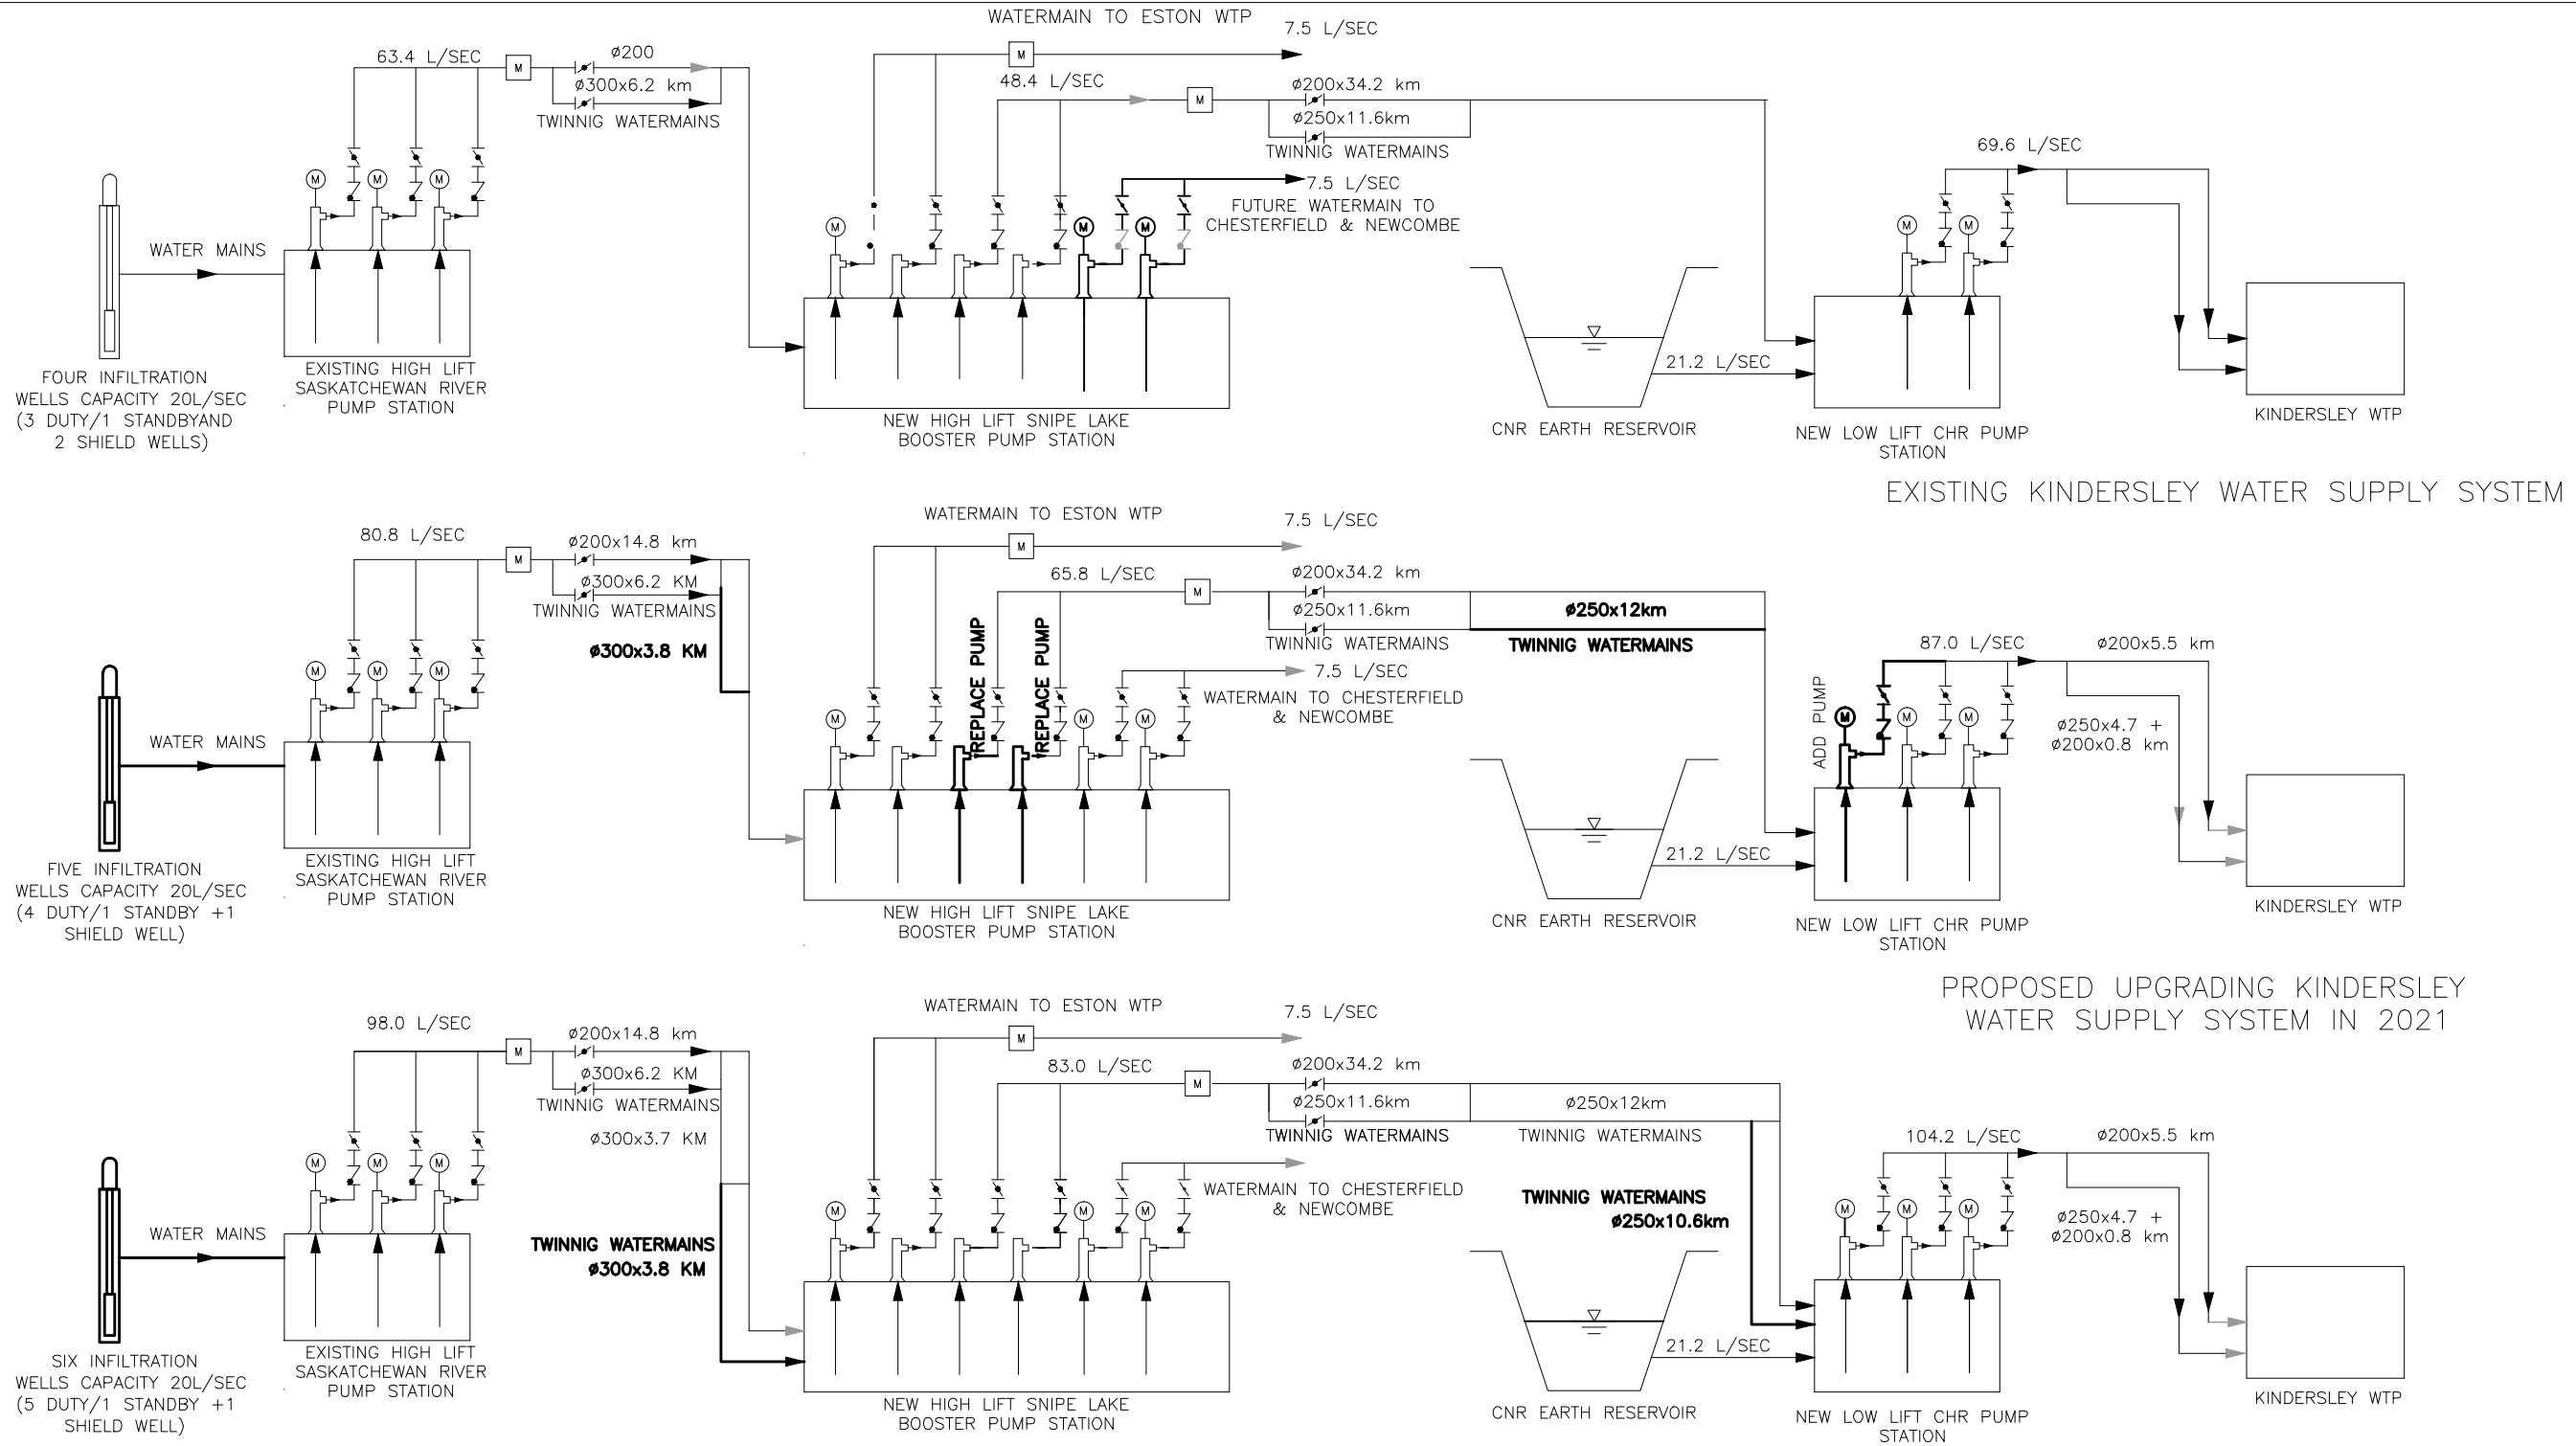 WATERMAIN TO ESTON WTP
7.5 L/SEC
63.4 L/SEC
M
ø200
ø300x6.2 km
TWINNIG WATERMAINS
M
48.4 L/SEC
M
ø200x34.2 km
ø250x11.6km
TWINNIG WATERMAINS
69.6 L/SEC
M
M
M
7.5 L/SEC
FUTURE WATERMAIN TO
CHESTERFIELD & NEWCOMBE
M
M
M
M
M
WATER MAINS
21.2 L/SEC
FOUR INFILTRATION
WELLS CAPACITY 20L/SEC
(3 DUTY/1 STANDBYAND
2 SHIELD WELLS)
EXISTING HIGH LIFT
SASKATCHEWAN RIVER
PUMP STATION
NEW HIGH LIFT SNIPE LAKE
BOOSTER PUMP STATION
CNR EARTH RESERVOIR
NEW LOW LIFT CHR PUMP
STATION
KINDERSLEY WTP
EXISTING KINDERSLEY WATER SUPPLY SYSTEM
WATERMAIN TO ESTON WTP
7.5 L/SEC
80.8 L/SEC
M
ø200x14.8 km
ø300x6.2 KM
TWINNIG WATERMAINS
ø300x3.8 KM
M
65.8 L/SEC
M
ø200x34.2 km
ø250x11.6km
TWINNIG WATERMAINS
ø250x12km
TWINNIG WATERMAINS
87.0 L/SEC
ø200x5.5 km
M
M
M
REPLACE PUMP
REPLACE PUMP
7.5 L/SEC
WATERMAIN TO CHESTERFIELD
& NEWCOMBE
M
M
M
ADD PUMP
M
M
M
ø250x4.7 +
ø200x0.8 km
WATER MAINS
21.2 L/SEC
FIVE INFILTRATION
WELLS CAPACITY 20L/SEC
(4 DUTY/1 STANDBY +1
SHIELD WELL)
EXISTING HIGH LIFT
SASKATCHEWAN RIVER
PUMP STATION
NEW HIGH LIFT SNIPE LAKE
BOOSTER PUMP STATION
CNR EARTH RESERVOIR
NEW LOW LIFT CHR PUMP
STATION
KINDERSLEY WTP
PROPOSED UPGRADING KINDERSLEY
WATER SUPPLY SYSTEM IN 2021
WATERMAIN TO ESTON WTP
7.5 L/SEC
98.0 L/SEC
M
ø200x14.8 km
ø300x6.2 KM
TWINNIG WATERMAINS
ø300x3.7 KM
M
83.0 L/SEC
M
ø200x34.2 km
ø250x11.6km
TWINNIG WATERMAINS
ø250x12km
TWINNIG WATERMAINS
104.2 L/SEC
ø200x5.5 km
M
M
M
WATERMAIN TO CHESTERFIELD
& NEWCOMBE
TWINNIG WATERMAINS
ø250x10.6km
M
M
M
M
M
M
ø250x4.7 +
ø200x0.8 km
WATER MAINS
TWINNIG WATERMAINS
ø300x3.8 KM
21.2 L/SEC
SIX INFILTRATION
WELLS CAPACITY 20L/SEC
(5 DUTY/1 STANDBY +1
SHIELD WELL)
EXISTING HIGH LIFT
SASKATCHEWAN RIVER
PUMP STATION
NEW HIGH LIFT SNIPE LAKE
BOOSTER PUMP STATION
CNR EARTH RESERVOIR
NEW LOW LIFT CHR PUMP
STATION
KINDERSLEY WTP